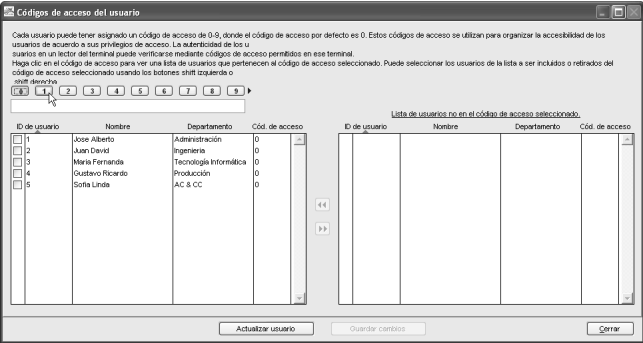 Códigos de acceso del usuario
Cada usuario puede tener asignado un código de acceso de 0-9, donde el código de acceso por defecto es 0. Estos códigos de acceso se utilizan para organizar la accesibilidad de los
usuarios de acuerdo a sus privilegios de acceso. La autenticidad de los u
suarios en un lector del terminal puede verificarse mediante códigos de acceso permitidos en ese terminal.
Haga clic en el código de acceso para ver una lista de usuarios que pertenecen al código de acceso seleccionado. Puede seleccionar los usuarios de la lista a ser incluidos o retirados del
código de acceso seleccionado usando los botones shift izquierda o
shift derecha
0 1 2 3 4 5 6 7 8 9
Lista de usuarios no en el código de acceso seleccionado.
ID de usuario Nombre Departamento Cód. de acceso ID de usuario Nombre Departamento Cód. de acceso
1 Jose Alberto Administración 0
2 Juan David Ingenieria 0
3 Maria Fernanda Tecnología Informática 0
4 Gustavo Ricardo Producción 0
5 Sofia Linda AC & CC 0
Actualizar usuario Guardar cambios Cerrar